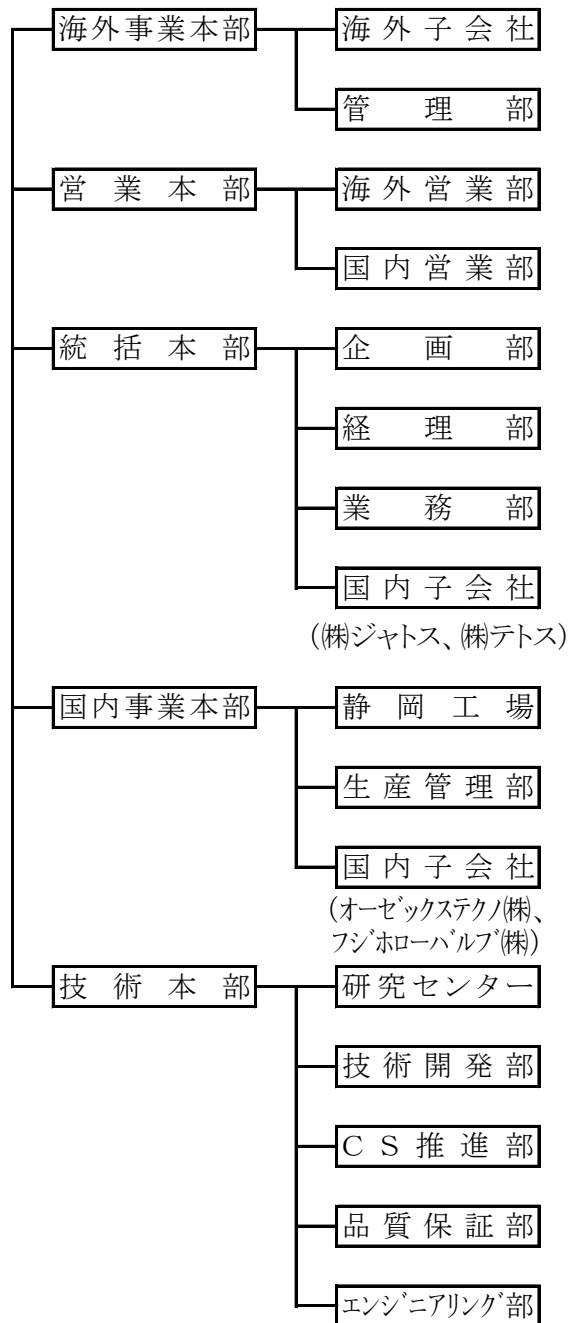 海外事業本部 海外子会社
管理部
営業本部 海外営業部
国内営業部
統括本部 企画部
経理部
業務部
国内子会社
(㈱ジャトス、㈱テトス)
国内事業本部 静岡工場
生産管理部
国内子会社
(オーゼックステクノ㈱、
フジホローバルブ㈱)
技術本部 研究センター
技術開発部
CS推進部
品質保証部
エンジニアリング部